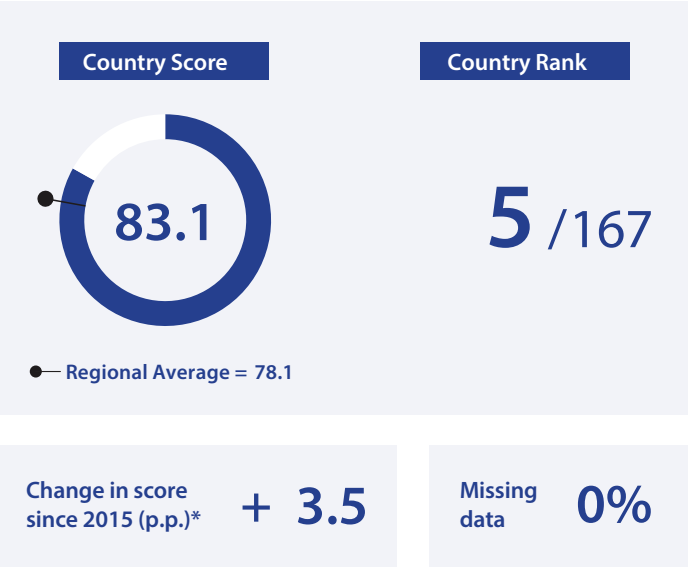 Country Score
Country Rank
83.1
5 /167
Regional Average = 78.1
Change in score
since 2015 (p.p.)*
+ 3.5
Missing
data
0%